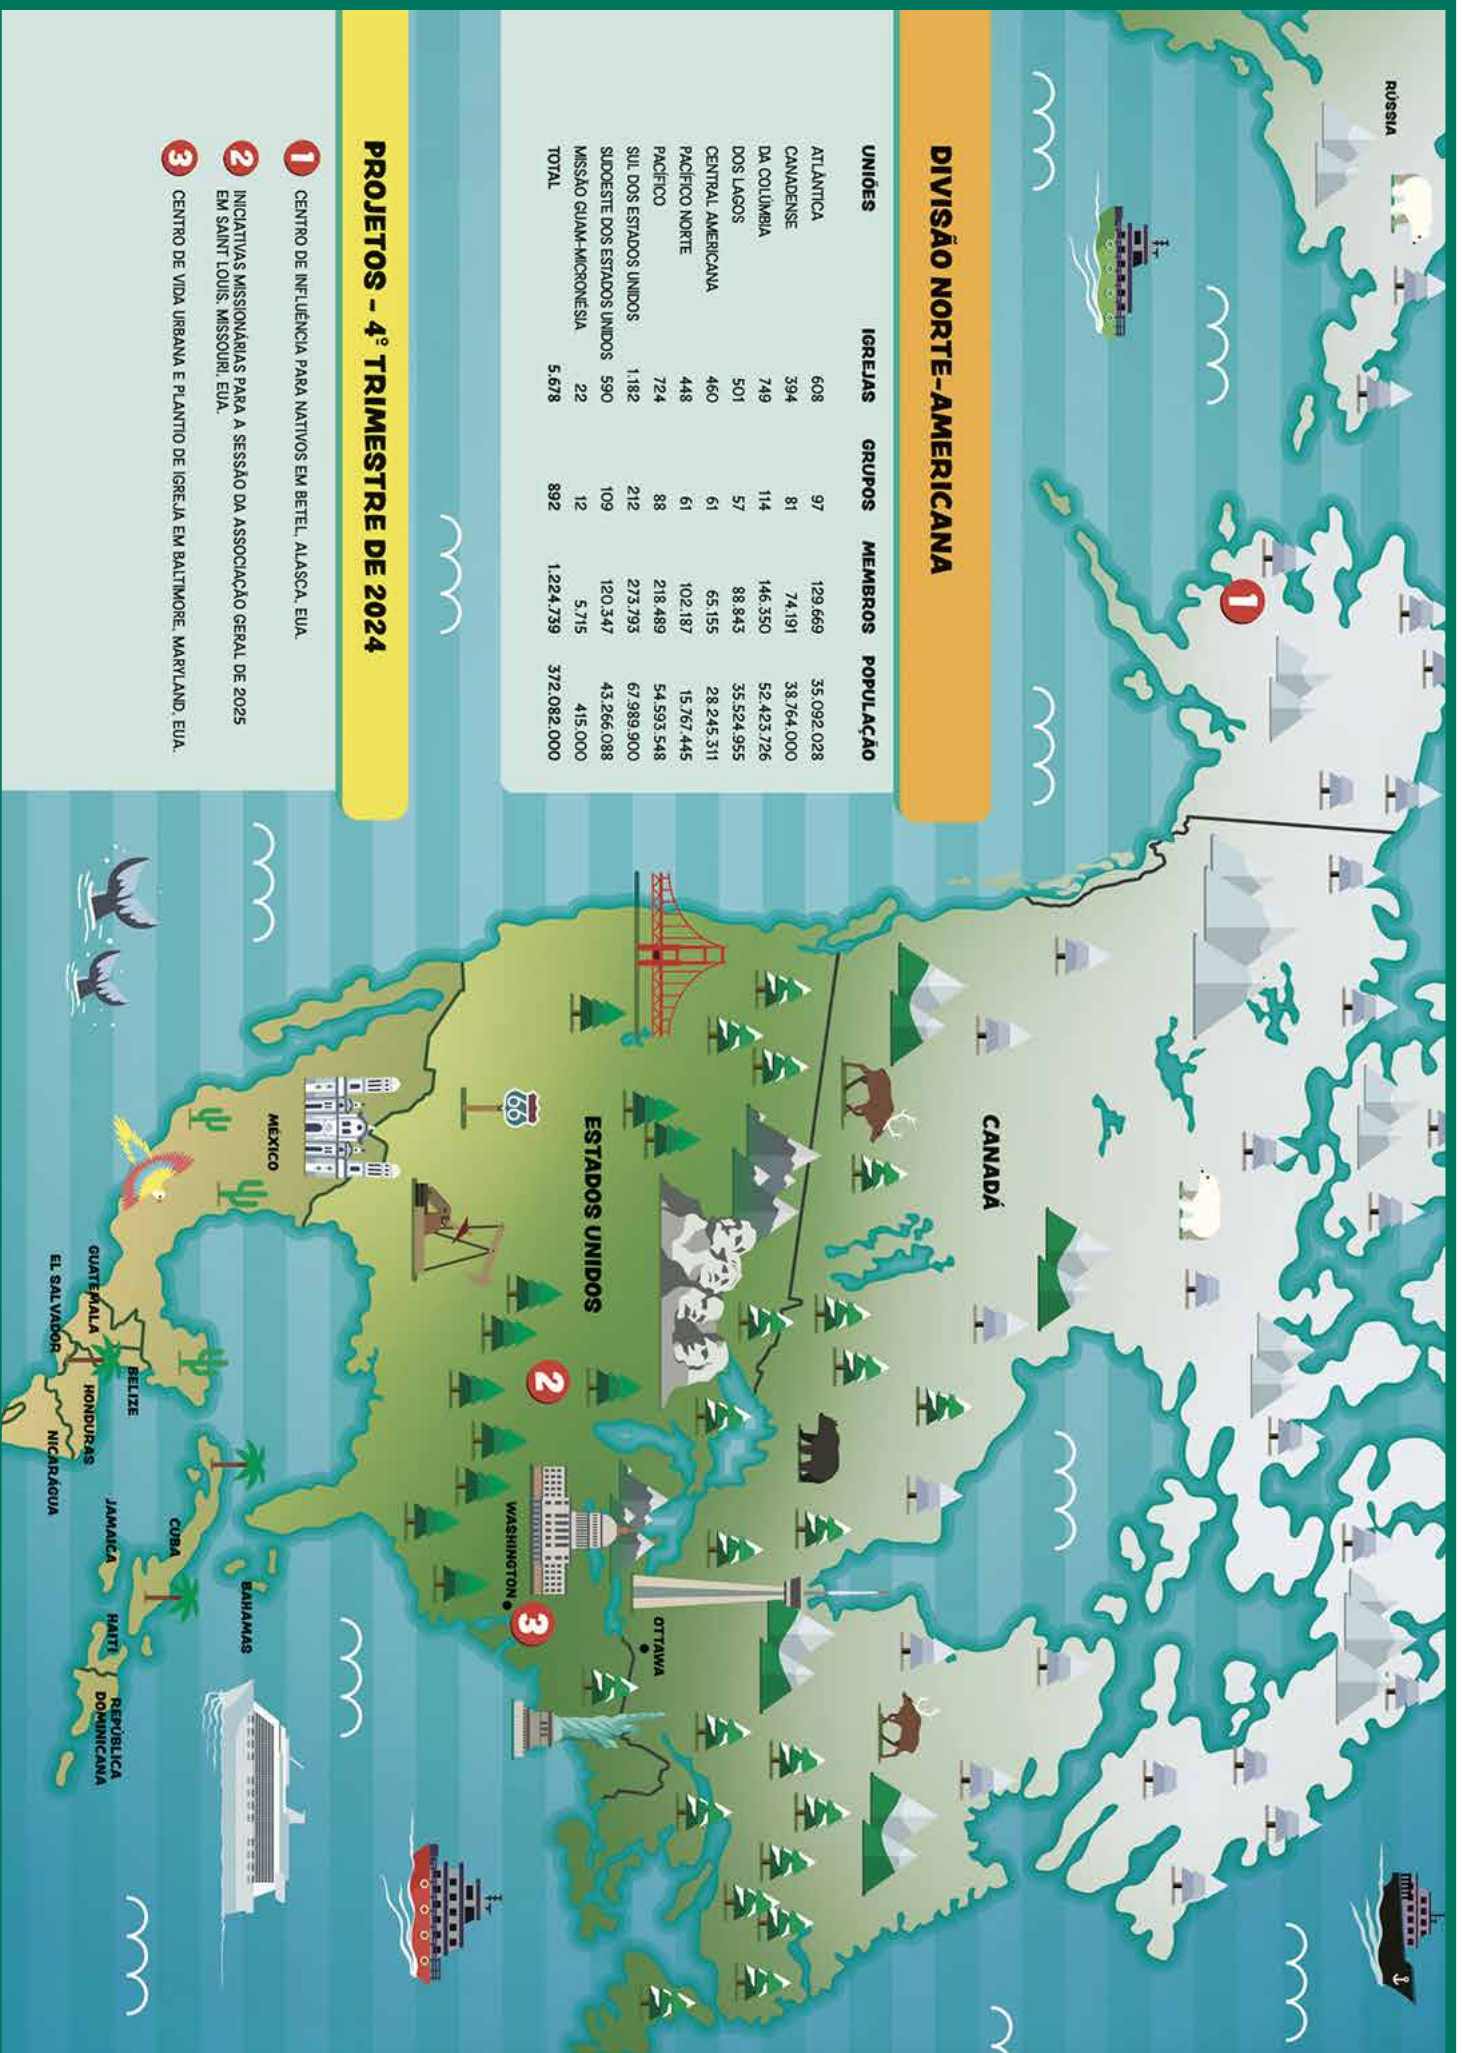 DIVISÃO NORTE-AMERICANA
UNIÕES IGREJAS GRUPOS MEMBROS POPULAÇÃO
ATLÂNTICA 608 97 129.669 35.092.028
CANADENSE 394 81 74.191 38.764.000
DA COLÚMBIA 749 114 146.350 52.423.726
DOS LAGOS 501 57 88.843 35.524.955
CENTRAL AMERICANA 460 61 65.155 28.245.311
PACÍFICO NORTE 448 61 102.187 15.767.445
PACÍFICO 724 88 218.489 54.593.548
SUL DOS ESTADOS UNIDOS 1.182 212 273.793 67.989.900
SUDOESTE DOS ESTADOS UNIDOS 590 109 120.347 43.266.088
MISSÃO GUAM-MICRONÉSIA 22 12 5.715 415.000
TOTAL 5.678 892 1.224.739 372.082.000
PROJETOS - 4º TRIMESTRE DE 2024
1 CENTRO DE INFLUÊNCIA PARA NATIVOS EM BETEL, ALASCA, EUA.
2 INICIATIVAS MISSIONÁRIAS PARA A SESSÃO DA ASSOCIAÇÃO GERAL DE 2025
EM SAINT LOUIS, MISSOURI, EUA.
3 CENTRO DE VIDA URBANA E PLANTIO DE IGREJA EM BALTIMORE, MARYLAND, EUA.
RÚSSIA
1
CANADÁ
OTTAWA
ESTADOS UNIDOS
2
3
WASHINGTON
66
MÉXICO
BAHAMAS
CUBA
BELIZE
JAMAICA
HAITI
REPÚBLICA
DOMINICANA
GUATEMALA
HONDURAS
EL SALVADOR
NICARÁGUA